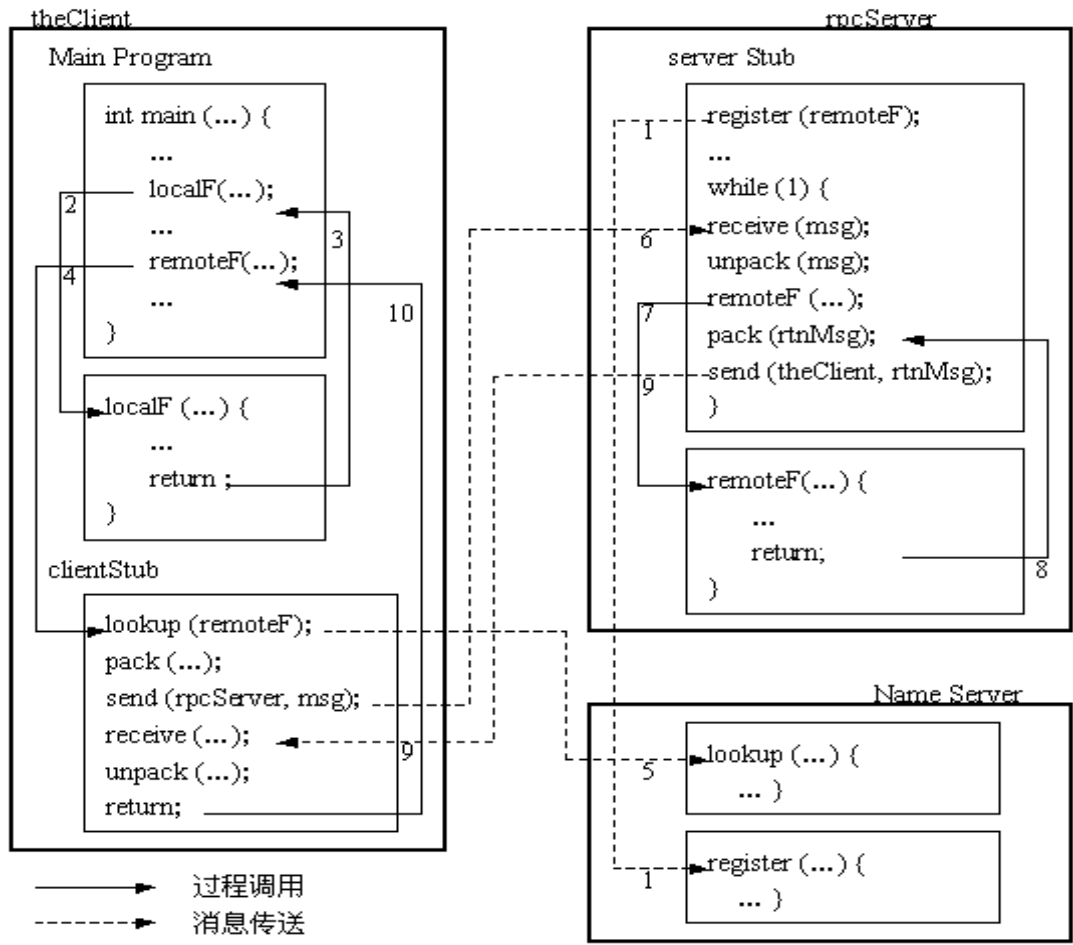 theClient
Main Program
int main (...) {
...
localF(...);
...
remoteF(...);
...
}
2
3
4
10
localF (...) {
...
return ;
}
clientStub
lookup (remoteF);
pack (...);
send (rpcServer, msg);
receive (...);
unpack (...);
return;
9
rpcServer
server Stub
register (remoteF);
...
while (1) {
receive (msg);
unpack (msg);
remoteF (...);
pack (rtnMsg);
send (theClient, rtnMsg);
}
1
6
7
9
remoteF(...) {
...
return;
}
8
Name Server
lookup (...) {
... }
5
register (...) {
... }
1
过程调用
消息传送